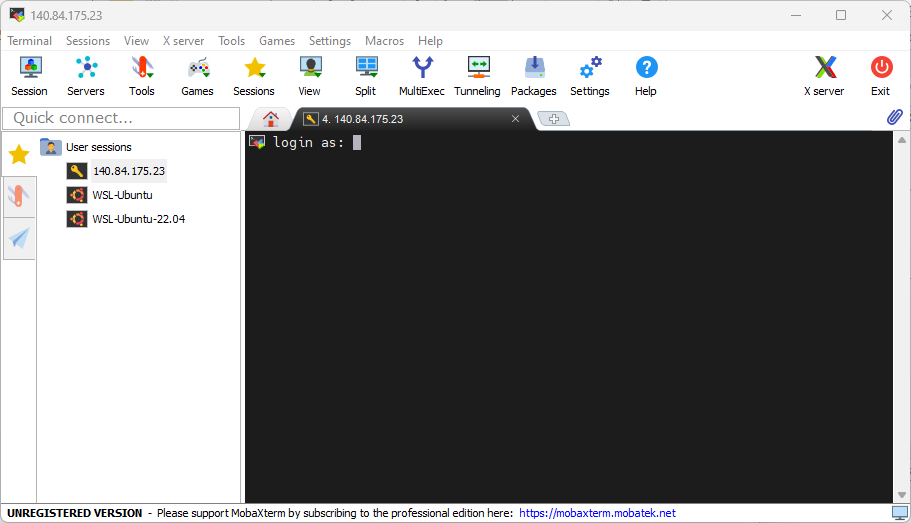 140.84.175.23
Terminal Sessions View X server Tools Games Settings Macros Help
Session Servers Tools Games Sessions View Split MultiExec Tunneling Packages Settings Help X server Exit
Quick connect...
4. 140.84.175.23
User sessions
140.84.175.23
WSL-Ubuntu
WSL-Ubuntu-22.04
login as:
UNREGISTERED VERSION - Please support MobaXterm by subscribing to the professional edition here: https://mobaxterm.mobatek.net